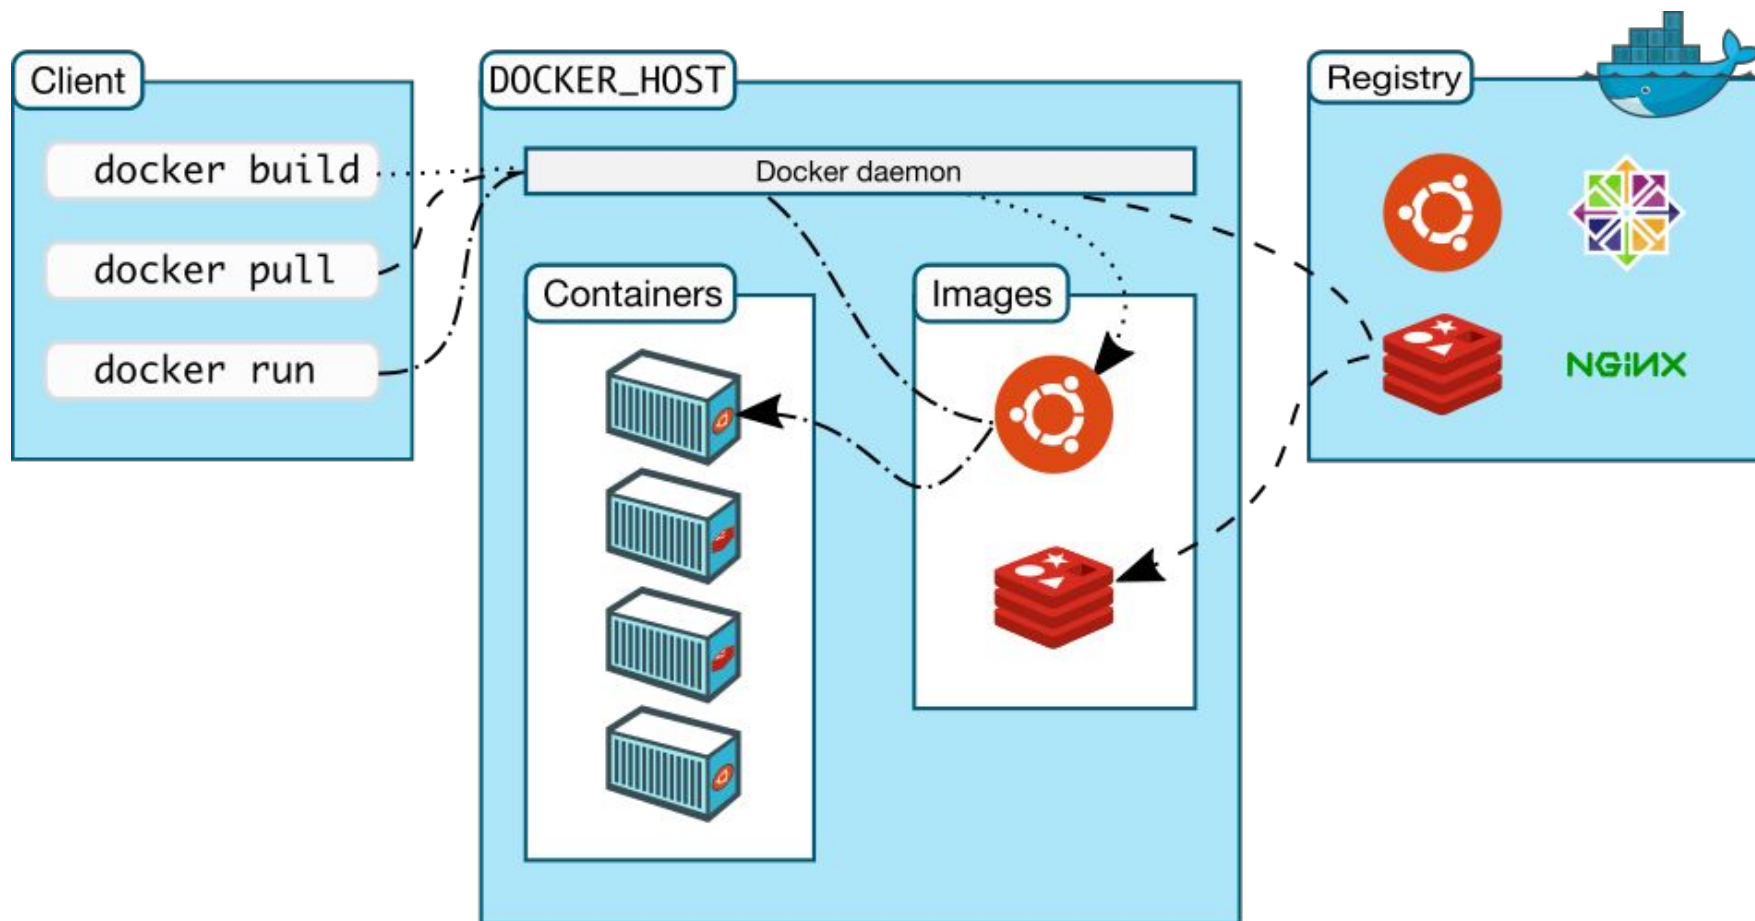 Client
docker build
docker pull
docker run
DOCKER_HOST
Docker daemon
Containers
Images
Registry
NGiNX